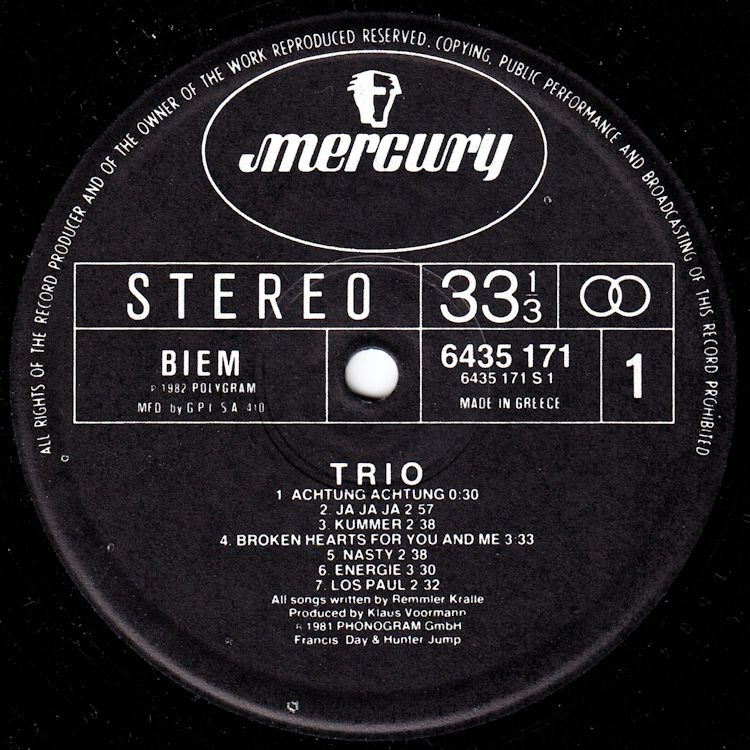 ALL RIGHTS OF THE RECORD PRODUCER AND OF THE OWNER OF THE WORK REPRODUCED RESERVED. COPYING, PUBLIC PERFORMANCE AND BROADCASTING OF THIS RECORD PROHIBITED
mercury
STEREO
33 1/3
BIEM
℗ 1982 POLYGRAM
MFD by G P I S A 410
6435 171
6435 171 S 1
MADE IN GREECE
1
TRIO
1 ACHTUNG ACHTUNG 0:30
2. JA JA JA 2 57
3. KUMMER 2 38
4. BROKEN HEARTS FOR YOU AND ME 3:33
5 NASTY 2 38
6. ENERGIE 3 30
7. LOS PAUL 2 32
All songs written by Remmler Kralle
Produced by Klaus Voormann
℗ 1981 PHONOGRAM GmbH
Francis Day & Hunter Jump